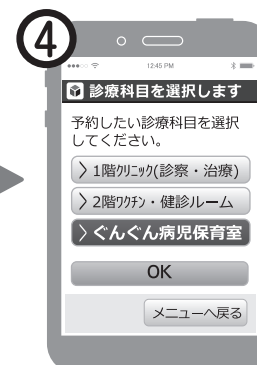 ④
12:45 PM
診療科目を選択します
予約したい診療科目を選択
してください。
〉1階ｸﾘﾆｯｸ(診察・治療)
〉2階ﾜｸﾁﾝ・健診ルーム
〉ぐんぐん病児保育室
OK
メニューへ戻る